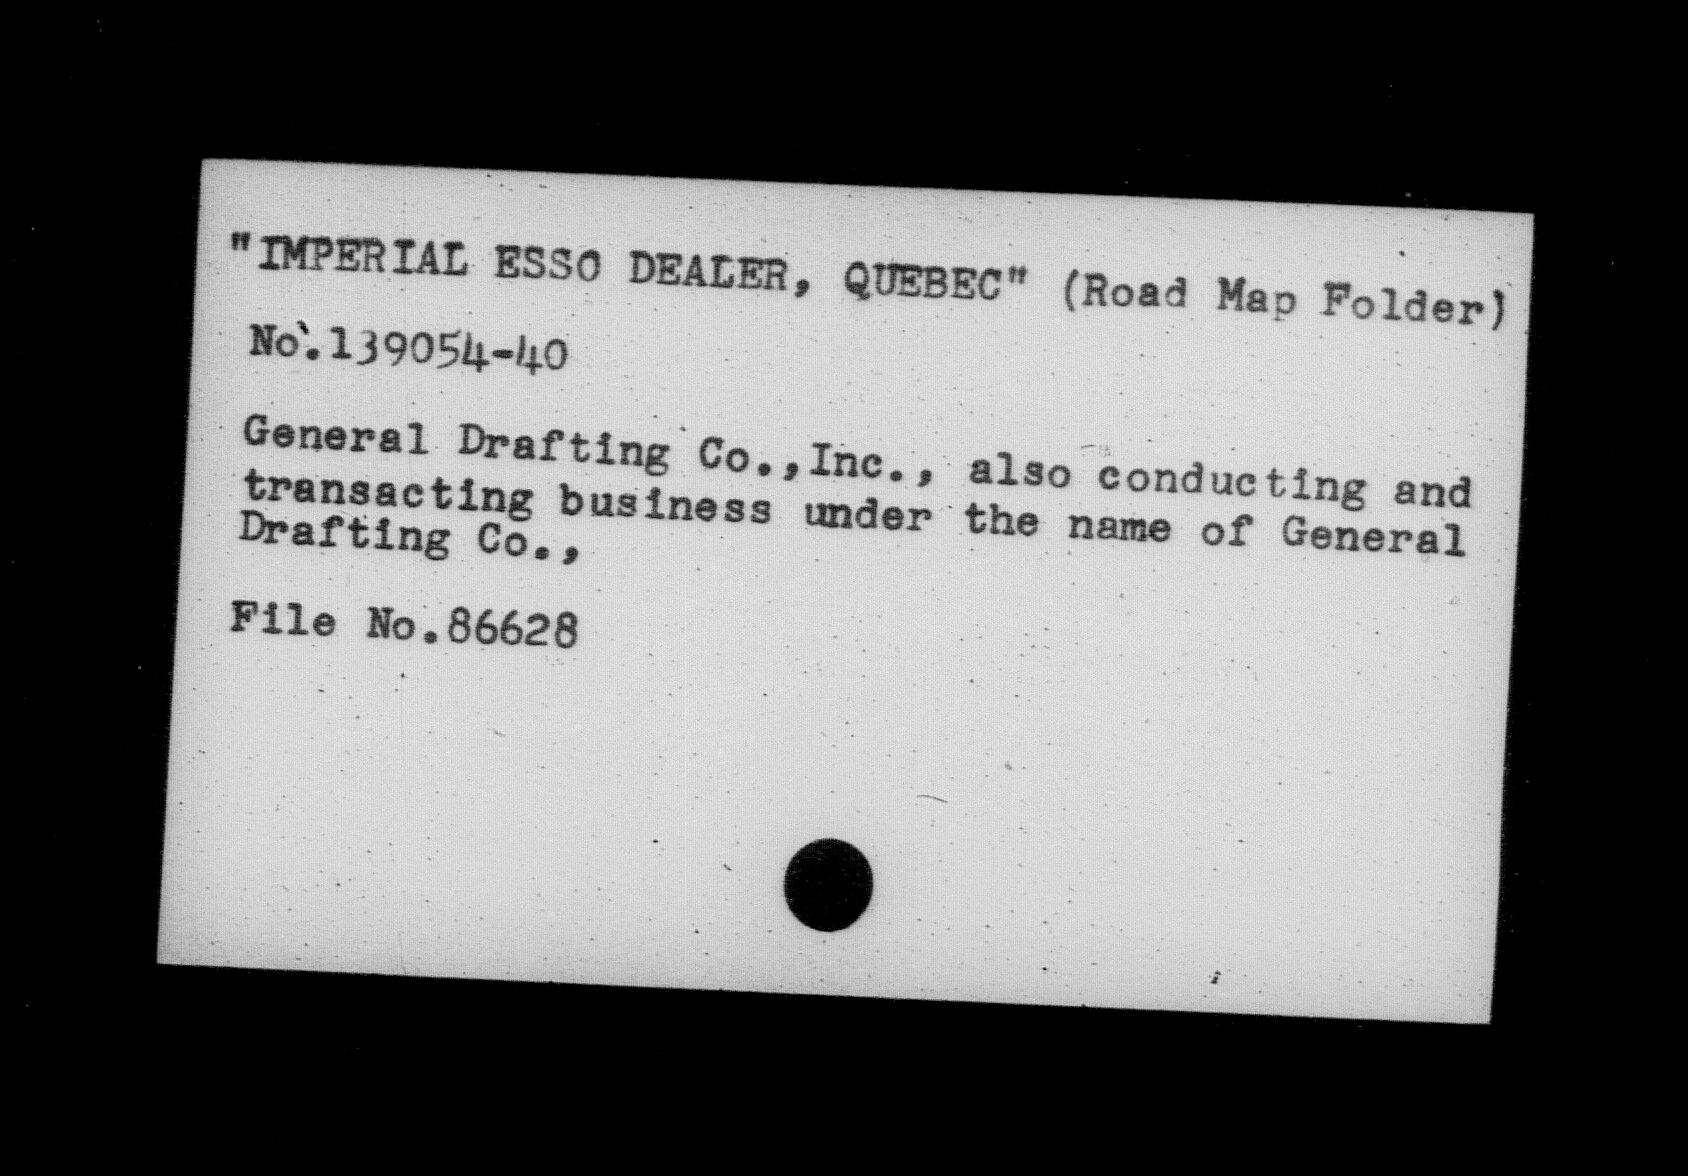 "IMPERIAL ESSO DEALER, QUEBEC" (Road Map Folder)
No.139054-40
General Drafting Co.,Inc., also conducting and
transacting business under the name of General
Drafting Co.,
File No.86628